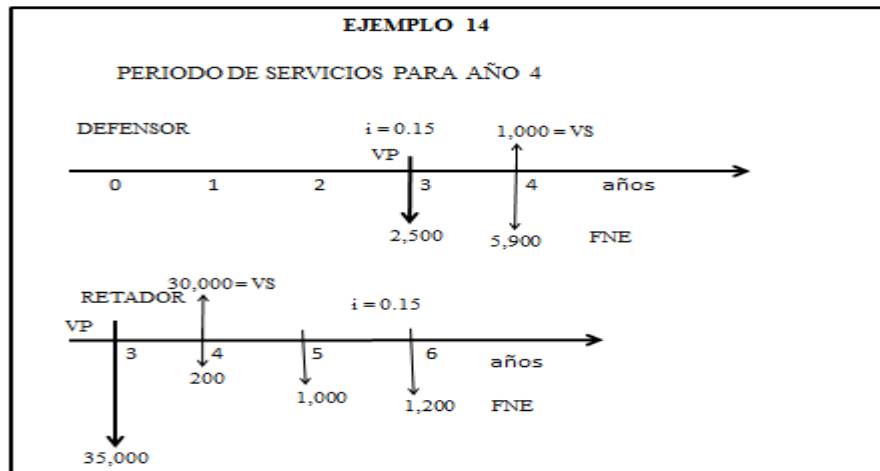 EJEMPLO 14
PERIODO DE SERVICIOS PARA AÑO 4
DEFENSOR i = 0.15 1,000 = VS
VP
0 1 2 3 4 años
2,500 5,900 FNE
30,000 = VS
RETADOR i = 0.15
VP
3 4 5 6 años
200
1,000 1,200 FNE
35,000